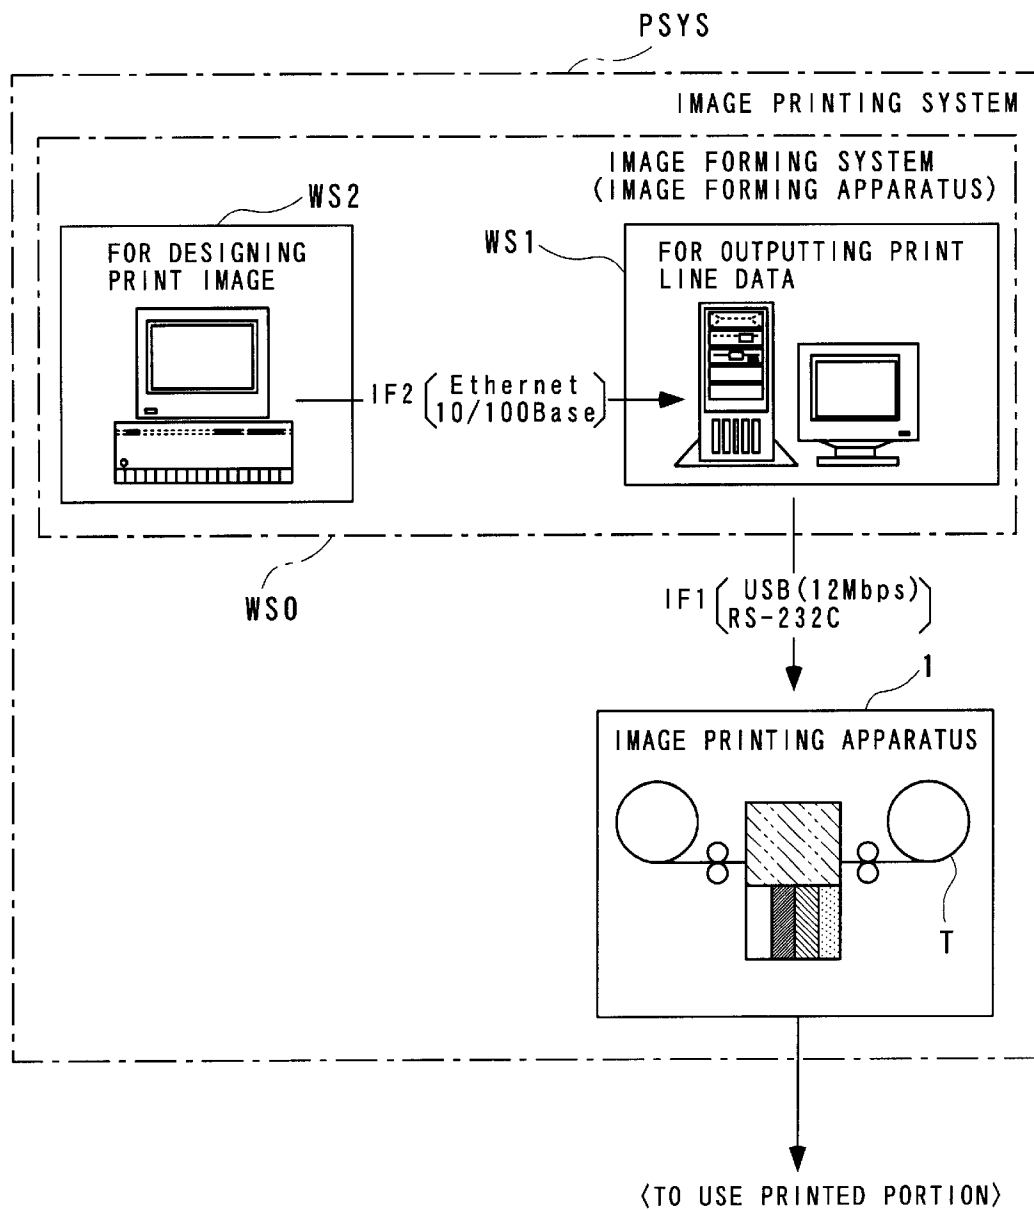 PSYS
IMAGE PRINTING SYSTEM
IMAGE FORMING SYSTEM
(IMAGE FORMING APPARATUS)
WS2
WS1
FOR DESIGNING
PRINT IMAGE
FOR OUTPUTTING PRINT
LINE DATA
IF2 [Ethernet
10/100Base]
WS0
IF1 [USB(12Mbps)
RS-232C]
1
IMAGE PRINTING APPARATUS
T
〈TO USE PRINTED PORTION〉